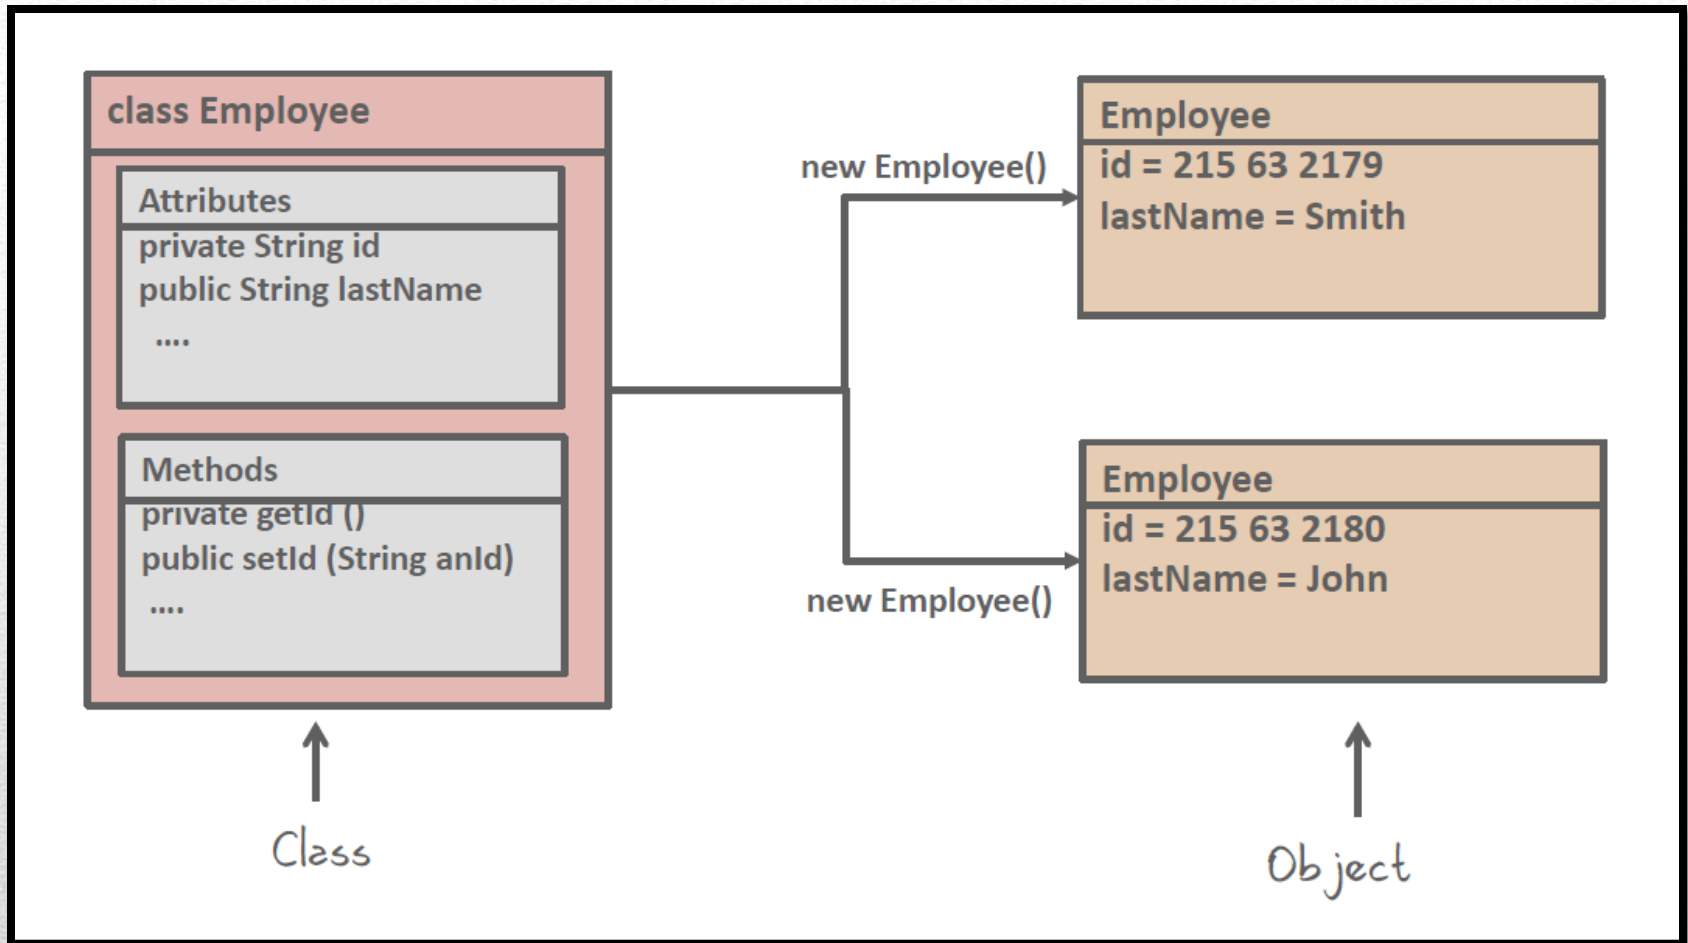 class Employee
Attributes
private String id
public String lastName
....
Methods
private getId ()
public setId (String anId)
....
new Employee()
new Employee()
Employee
id = 215 63 2179
lastName = Smith
Employee
id = 215 63 2180
lastName = John
Class
Object